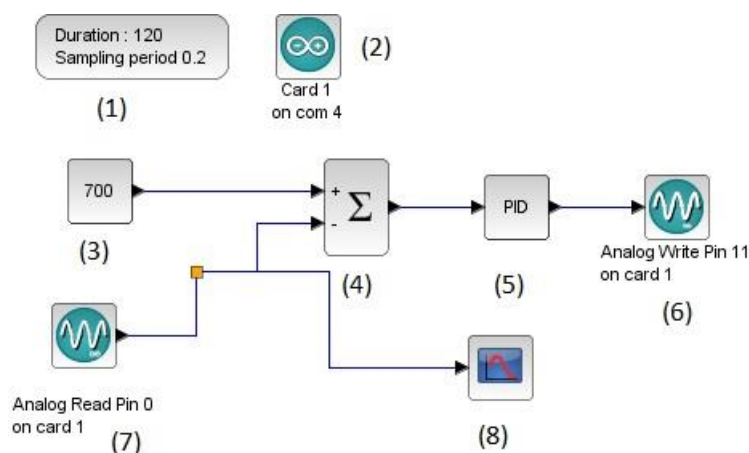 Duration : 120
Sampling period 0.2
(1)
(2)
Card 1
on com 4
700
(3)
+
-
Σ
(4)
PID
(5)
Analog Write Pin 11
on card 1
(6)
Analog Read Pin 0
on card 1
(7)
(8)